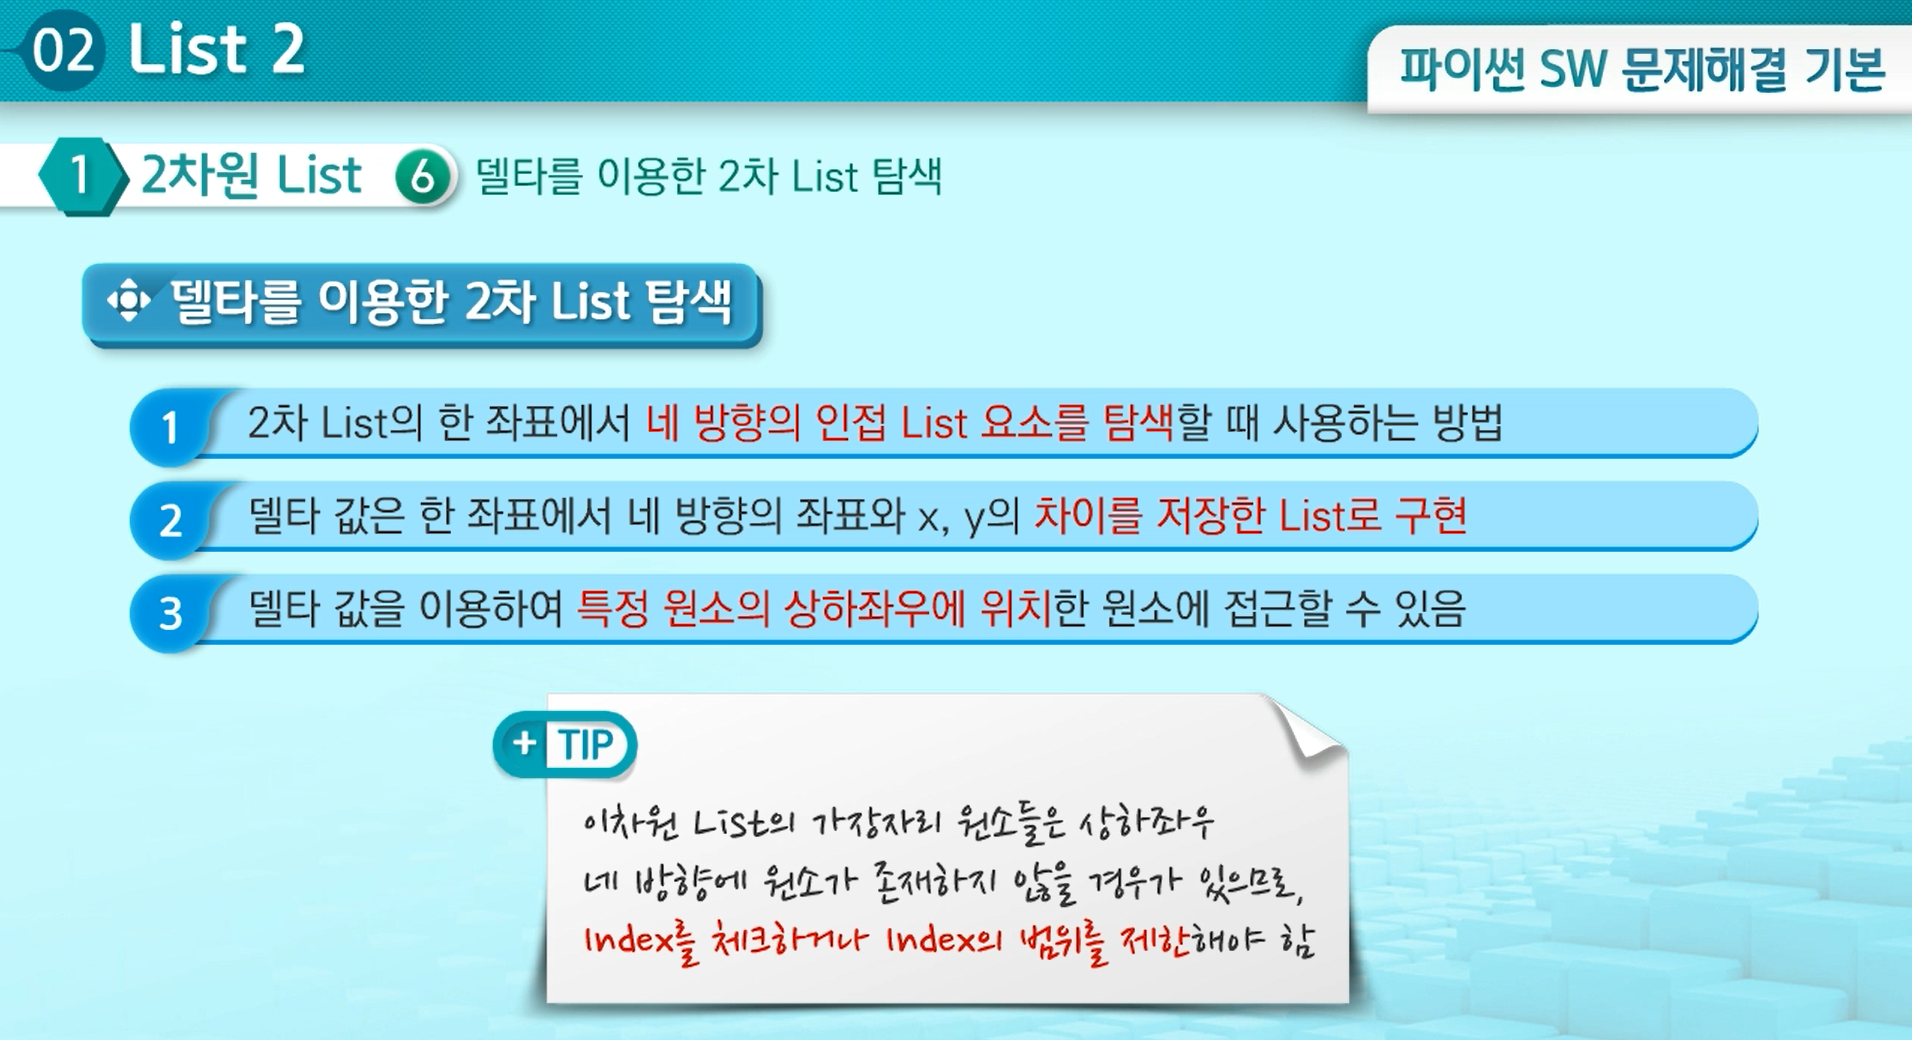 02 List 2
파이썬 SW 문제해결 기본
1 2차원 List 6 델타를 이용한 2차 List 탐색
델타를 이용한 2차 List 탐색
1 2차 List의 한 좌표에서 네 방향의 인접 List 요소를 탐색할 때 사용하는 방법
2 델타 값은 한 좌표에서 네 방향의 좌표와 x, y의 차이를 저장한 List로 구현
3 델타 값을 이용하여 특정 원소의 상하좌우에 위치한 원소에 접근할 수 있음
+ TIP
이차원 List의 가장자리 원소들은 상하좌우
네 방향에 원소가 존재하지 않을 경우가 있으므로,
Index를 체크하거나 Index의 범위를 제한해야 함